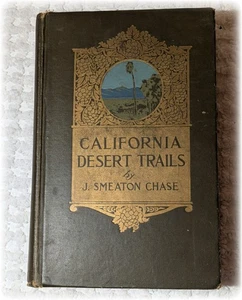 CALIFORNIA
DESERT TRAILS
by
J. SMEATON CHASE